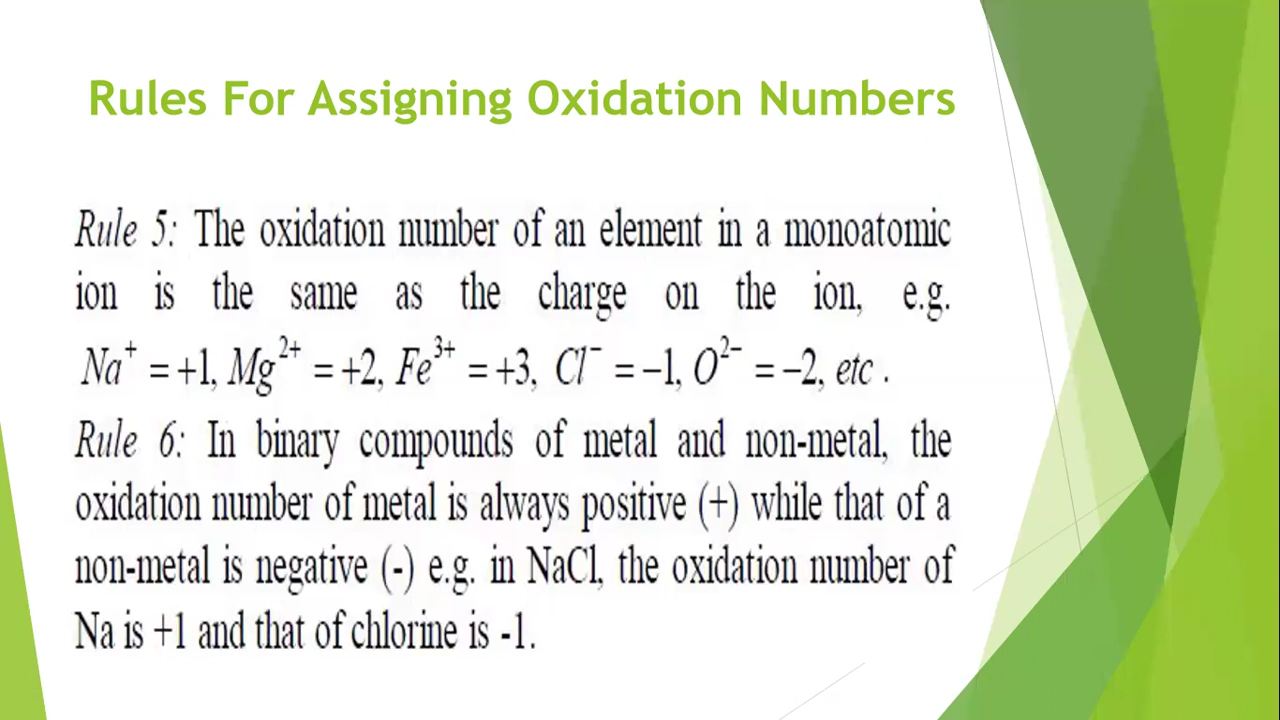 Rules For Assigning Oxidation Numbers
Rule 5: The oxidation number of an element in a monoatomic
ion is the same as the charge on the ion, e.g.
Na⁺ = +1, Mg²⁺ = +2, Fe³⁺ = +3, Cl⁻ = −1, O²⁻ = −2, etc .
Rule 6: In binary compounds of metal and non-metal, the
oxidation number of metal is always positive (+) while that of a
non-metal is negative (-) e.g. in NaCl, the oxidation number of
Na is +1 and that of chlorine is -1.